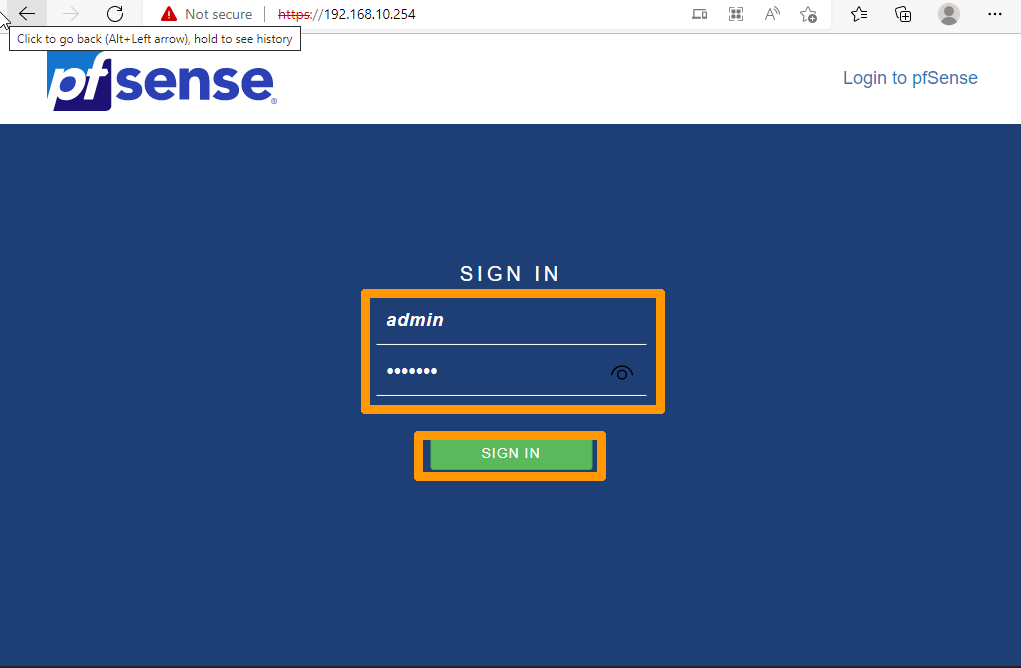 Not secure https://192.168.10.254
Click to go back (Alt+Left arrow), hold to see history
pfsense®
Login to pfSense
SIGN IN
admin
•••••••
SIGN IN